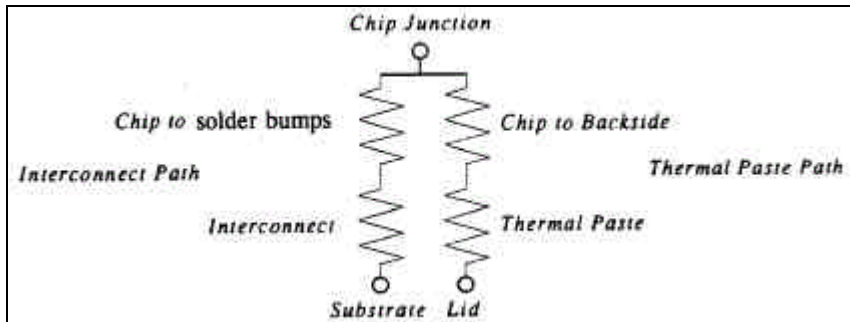 Chip Junction
Chip to solder bumps
Chip to Backside
Interconnect Path
Thermal Paste Path
Interconnect
Thermal Paste
Substrate
Lid